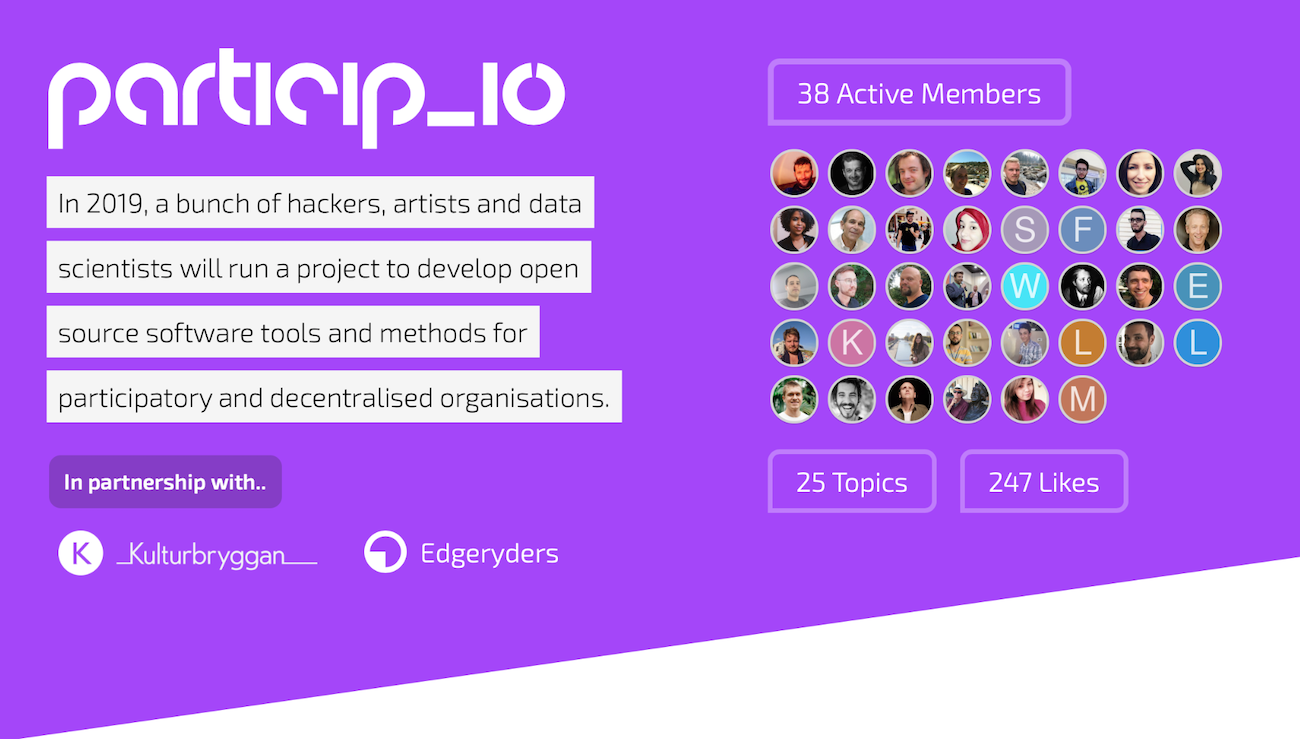 particip_io
In 2019, a bunch of hackers, artists and data
scientists will run a project to develop open
source software tools and methods for
participatory and decentralised organisations.
In partnership with..
K _Kulturbryggan__
Edgeryders
38 Active Members
S F
W E
K L L
M
25 Topics
247 Likes